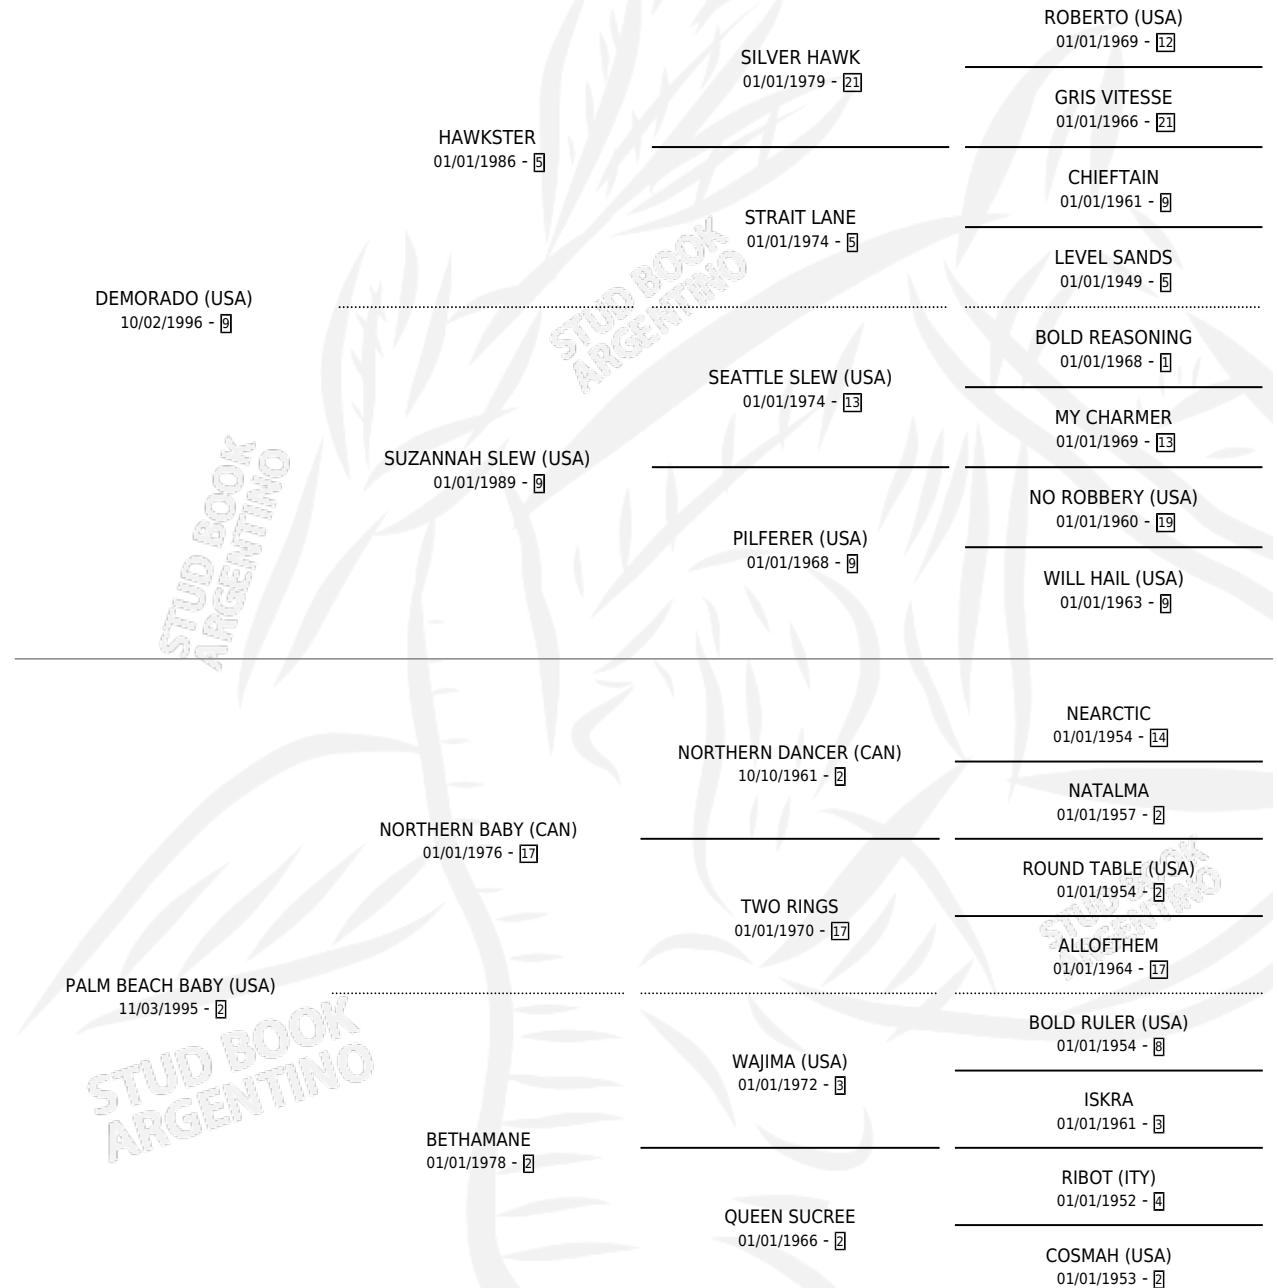 ROBERTO (USA)
01/01/1969 - 12
SILVER HAWK
01/01/1979 - 21
GRIS VITESSE
01/01/1966 - 21
HAWKSTER
01/01/1986 - 5
CHIEFTAIN
01/01/1961 - 9
STRAIT LANE
01/01/1974 - 5
LEVEL SANDS
01/01/1949 - 5
DEMORADO (USA)
10/02/1996 - 9
STUD BOOK
ARGENTINO
BOLD REASONING
01/01/1968 - 1
SEATTLE SLEW (USA)
01/01/1974 - 13
MY CHARMER
01/01/1969 - 13
SUZANNAH SLEW (USA)
01/01/1989 - 9
NO ROBBERY (USA)
01/01/1960 - 19
PILFERER (USA)
01/01/1968 - 9
WILL HAIL (USA)
01/01/1963 - 9
STUD BOOK
ARGENTINO
NEARCTIC
01/01/1954 - 14
NORTHERN DANCER (CAN)
10/10/1961 - 2
NATALMA
01/01/1957 - 2
NORTHERN BABY (CAN)
01/01/1976 - 17
ROUND TABLE (USA)
01/01/1954 - 2
TWO RINGS
01/01/1970 - 17
ALLOFTHEM
01/01/1964 - 17
STUD BOOK
ARGENTINO
PALM BEACH BABY (USA)
11/03/1995 - 2
BOLD RULER (USA)
01/01/1954 - 8
WAJIMA (USA)
01/01/1972 - 3
ISKRA
01/01/1961 - 3
STUD BOOK
ARGENTINO
BETHAMANE
01/01/1978 - 2
RIBOT (ITY)
01/01/1952 - 4
QUEEN SUCREE
01/01/1966 - 2
COSMAH (USA)
01/01/1953 - 2